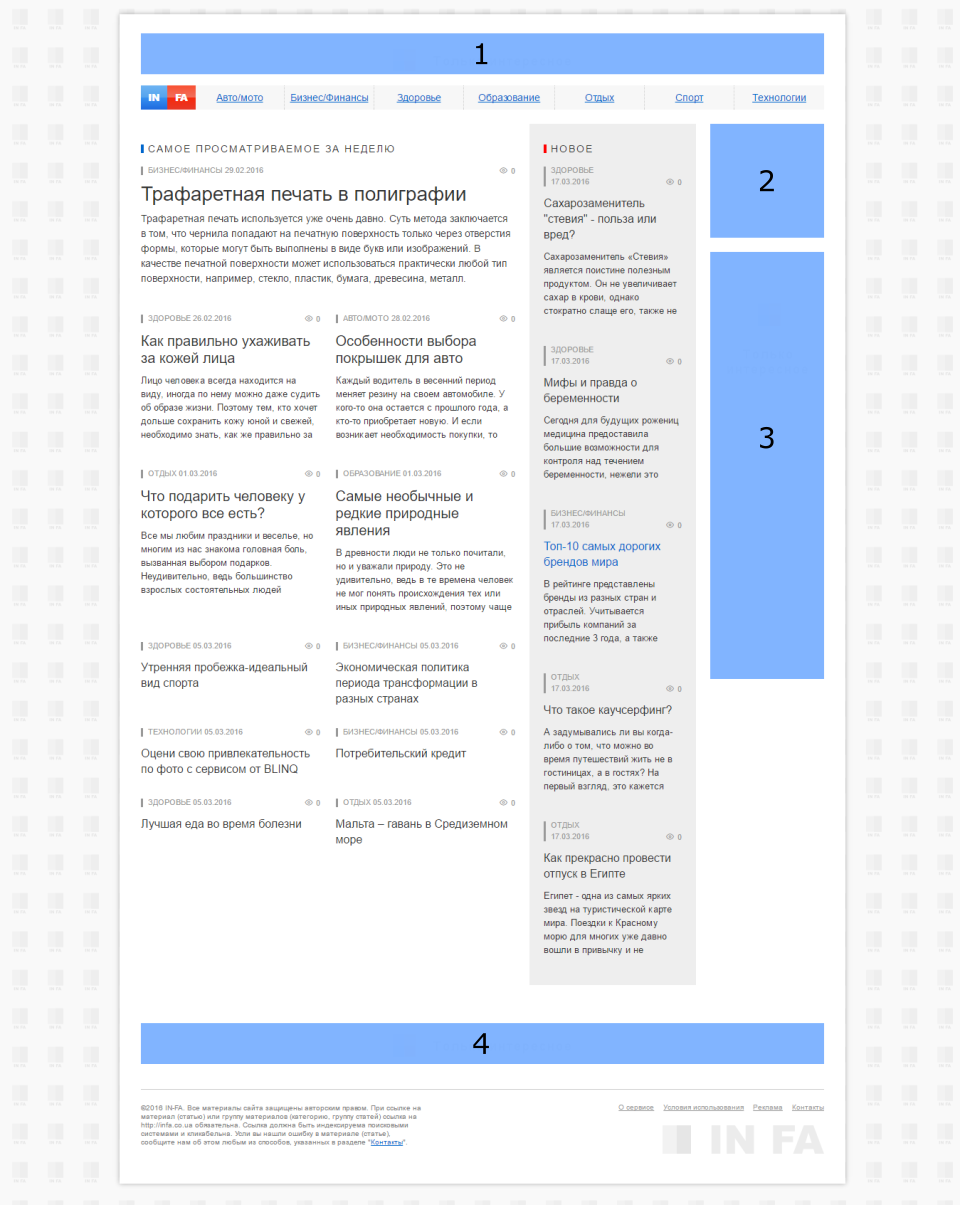 1
IN FA
Авто/мото
Бизнес/Финансы
Здоровье
Образование
Отдых
Спорт
Технологии
САМОЕ ПРОСМАТРИВАЕМОЕ ЗА НЕДЕЛЮ
БИЗНЕС/ФИНАНСЫ 29.02.2016 0
Трафаретная печать в полиграфии
Трафаретная печать используется уже очень давно. Суть метода заключается
в том, что чернила попадают на печатную поверхность только через отверстия
формы, которые могут быть выполнены в виде букв или изображений. В
качестве печатной поверхности может использоваться практически любой тип
поверхности, например, стекло, пластик, бумага, древесина, металл.
ЗДОРОВЬЕ 26.02.2016 0
Как правильно ухаживать
за кожей лица
Лицо человека всегда находится на
виду, иногда по нему можно даже судить
об образе жизни. Поэтому тем, кто хочет
дольше сохранить кожу юной и свежей,
необходимо знать, как же правильно за
АВТО/МОТО 28.02.2016 0
Особенности выбора
покрышек для авто
Каждый водитель в весенний период
меняет резину на своем автомобиле. У
кого-то она остается с прошлого года, а
кто-то приобретает новую. И если
возникает необходимость покупки, то
ОТДЫХ 01.03.2016 0
Что подарить человеку у
которого все есть?
Все мы любим праздники и веселье, но
многим из нас знакома головная боль,
вызванная выбором подарков.
Неудивительно, ведь большинство
взрослых состоятельных людей
ОБРАЗОВАНИЕ 01.03.2016 0
Самые необычные и
редкие природные
явления
В древности люди не только почитали,
но и уважали природу. Это не
удивительно, ведь в те времена человек
не мог понять происхождения тех или
иных природных явлений, поэтому чаще
ЗДОРОВЬЕ 05.03.2016 0
Утренняя пробежка-идеальный
вид спорта
БИЗНЕС/ФИНАНСЫ 05.03.2016 0
Экономическая политика
периода трансформации в
разных странах
ТЕХНОЛОГИИ 05.03.2016 0
Оцени свою привлекательность
по фото с сервисом от BLINQ
БИЗНЕС/ФИНАНСЫ 05.03.2016 0
Потребительский кредит
ЗДОРОВЬЕ 05.03.2016 0
Лучшая еда во время болезни
ОТДЫХ 05.03.2016 0
Мальта – гавань в Средиземном
море
НОВОЕ
ЗДОРОВЬЕ
17.03.2016 0
Сахарозаменитель
"стевия" - польза или
вред?
Сахарозаменитель «Стевия»
является поистине полезным
продуктом. Он не увеличивает
сахар в крови, однако
стократно слаще его, также не
ЗДОРОВЬЕ
17.03.2016 0
Мифы и правда о
беременности
Сегодня для будущих рожениц
медицина предоставила
большие возможности для
контроля над течением
беременности, нежели это
БИЗНЕС/ФИНАНСЫ
17.03.2016 0
Топ-10 самых дорогих
брендов мира
В рейтинге представлены
бренды из разных стран и
отраслей. Учитывается
прибыль компаний за
последние 3 года, а также
ОТДЫХ
17.03.2016 0
Что такое каучсерфинг?
А задумывались ли вы когда-
либо о том, что можно во
время путешествий жить не в
гостиницах, а в гостях? На
первый взгляд, это кажется
ОТДЫХ
17.03.2016 0
Как прекрасно провести
отпуск в Египте
Египет - одна из самых ярких
звезд на туристической карте
мира. Поездки к Красному
морю для многих уже давно
вошли в привычку и не
2
3
4
©2016 IN-FA. Все материалы сайта защищены авторским правом. При ссылке на
материал (статью) или группу материалов (категорию, группу статей) ссылка на
http://infa.co.ua обязательна. Ссылка должна быть индексируема поисковыми
системами и кликабельна. Усли вы нашли ошибку в материале (статье),
сообщите нам об этом любым из способов, указанных в разделе "Контакты".
О сервисе Условия использования Реклама Контакты
IN FA